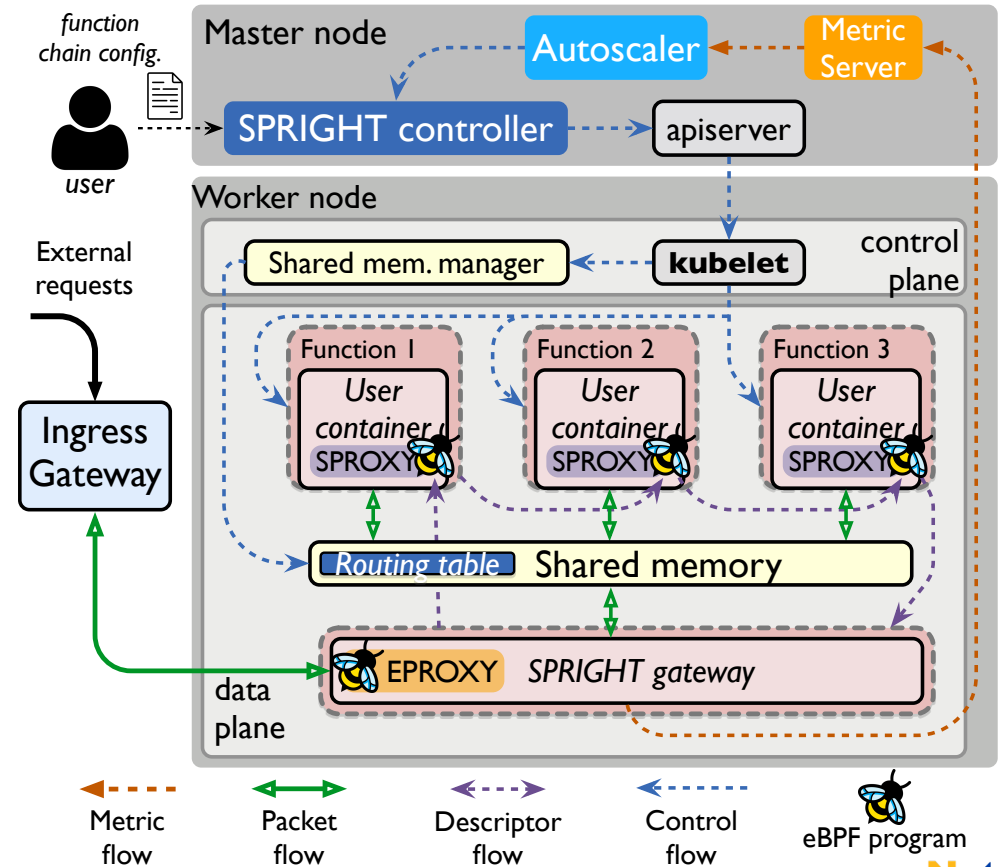 function
chain config.
user
Master node
Autoscaler
Metric
Server
SPRIGHT controller
apiserver
Worker node
Shared mem. manager
kubelet
control
plane
External
requests
Ingress
Gateway
Function 1
User
container
SPROXY
Function 2
User
container
SPROXY
Function 3
User
container
SPROXY
Routing table
Shared memory
EPROXY
SPRIGHT gateway
data
plane
Metric
flow
Packet
flow
Descriptor
flow
Control
flow
eBPF program